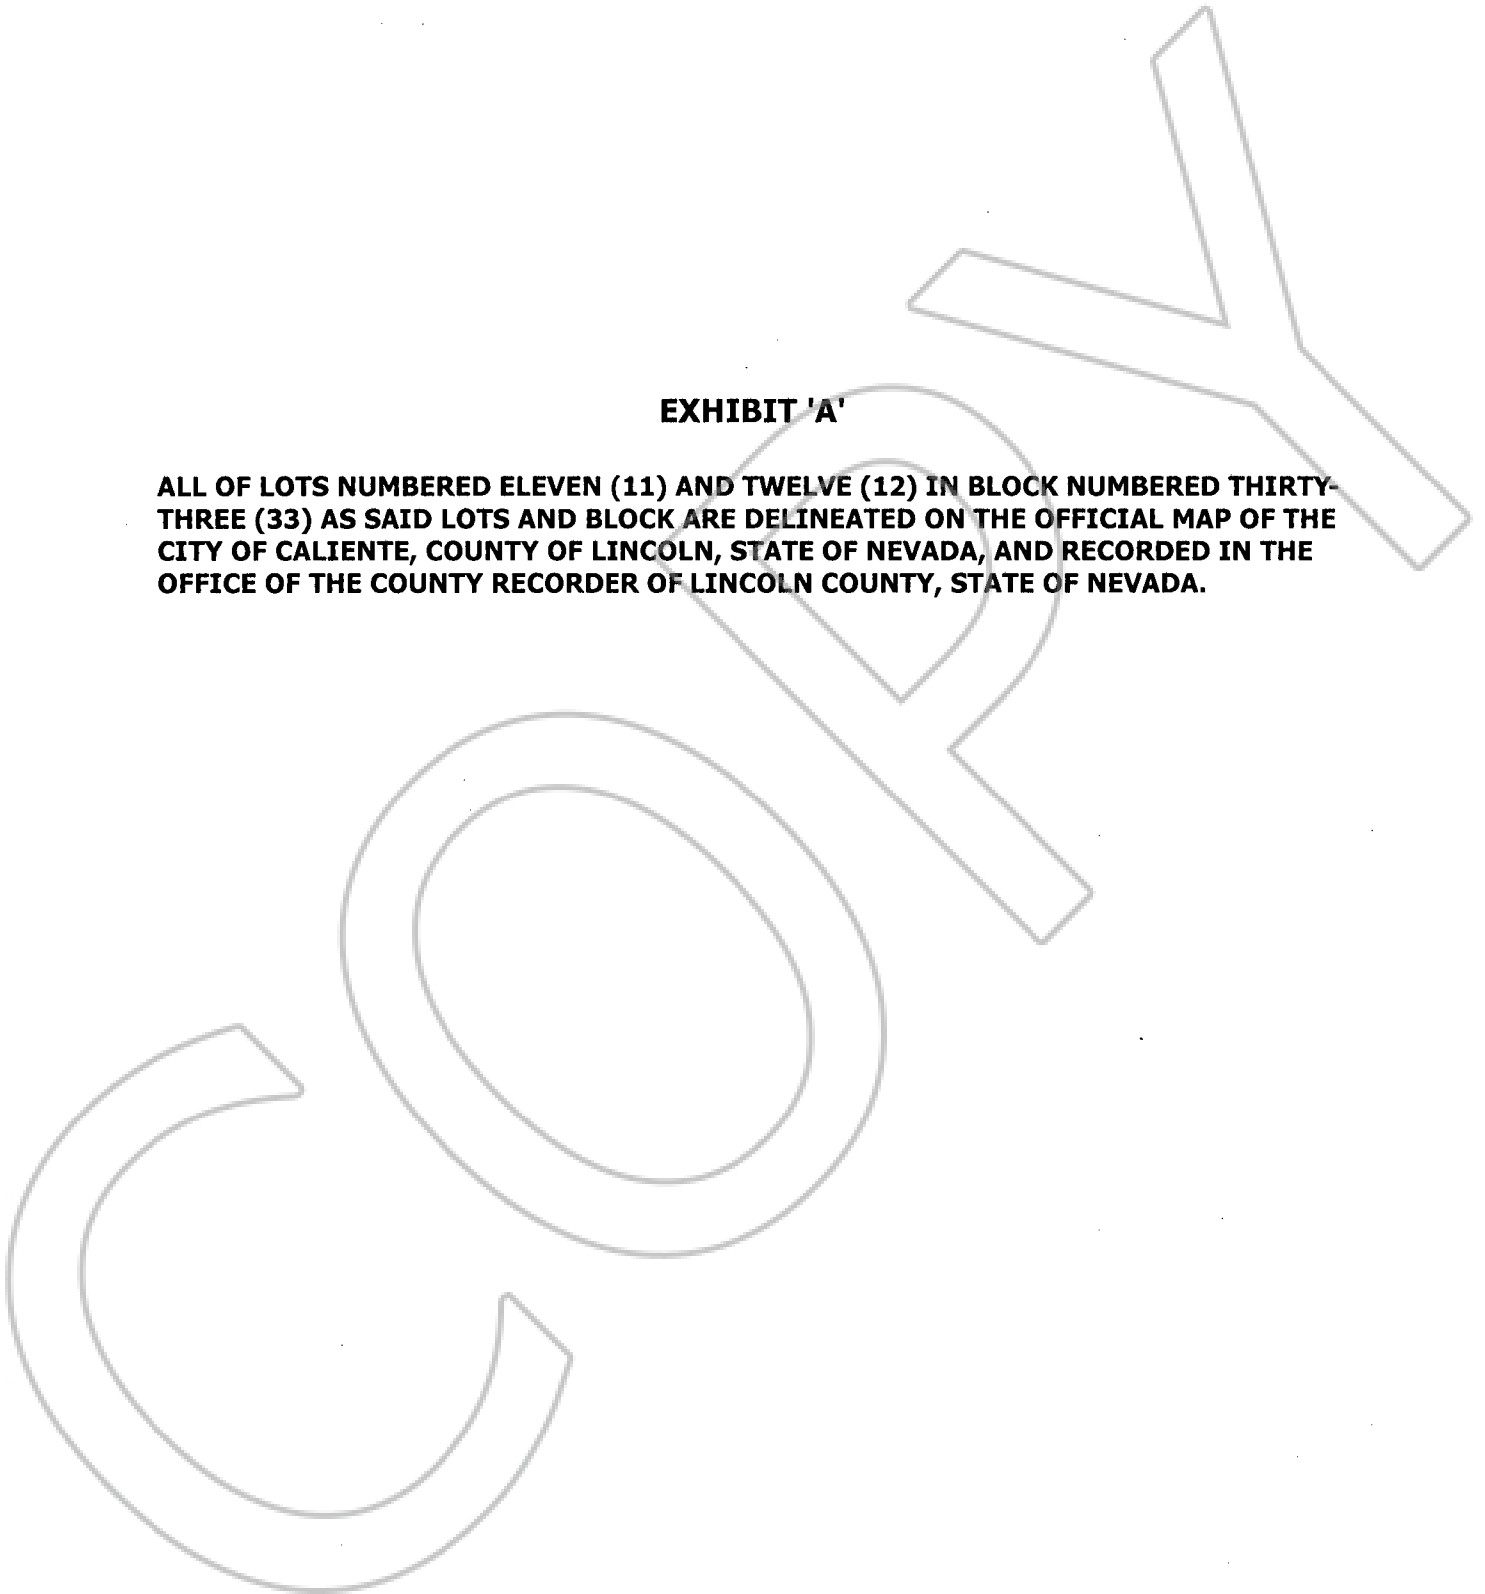 EXHIBIT 'A'
ALL OF LOTS NUMBERED ELEVEN (11) AND TWELVE (12) IN BLOCK NUMBERED THIRTY-
THREE (33) AS SAID LOTS AND BLOCK ARE DELINEATED ON THE OFFICIAL MAP OF THE
CITY OF CALIENTE, COUNTY OF LINCOLN, STATE OF NEVADA, AND RECORDED IN THE
OFFICE OF THE COUNTY RECORDER OF LINCOLN COUNTY, STATE OF NEVADA.
COPY